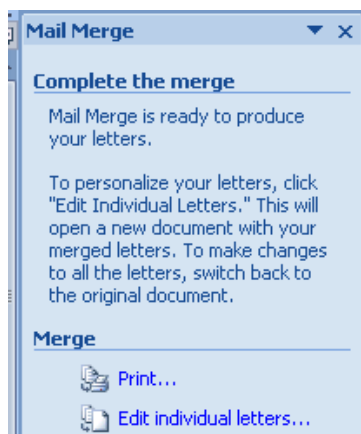 Mail Merge
Complete the merge
Mail Merge is ready to produce
your letters.
To personalize your letters, click
"Edit Individual Letters." This will
open a new document with your
merged letters. To make changes
to all the letters, switch back to
the original document.
Merge
Print...
Edit individual letters...